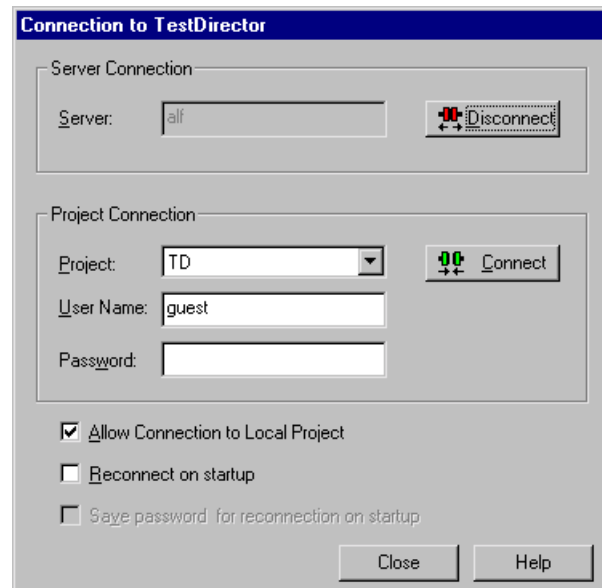 Connection to TestDirector
Server Connection
Server: alf Disconnect
Project Connection
Project: TD Connect
User Name: guest
Password:
Allow Connection to Local Project
Reconnect on startup
Save password for reconnection on startup
Close Help